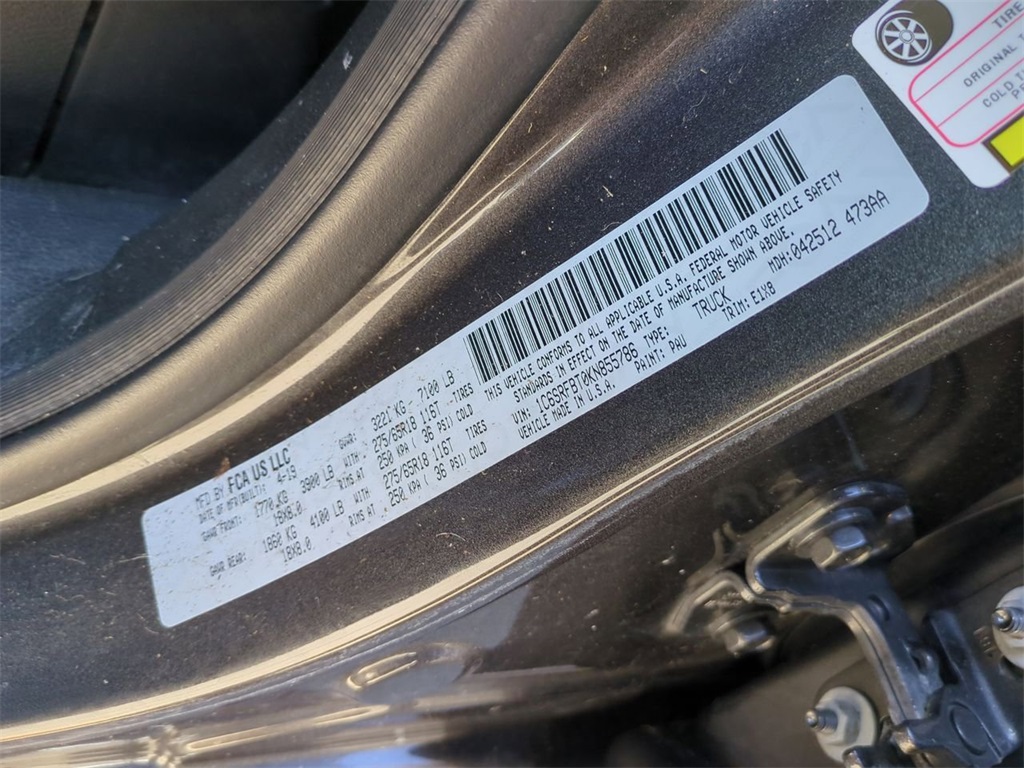 MFD BY FCA US LLC
DATE OF MFR/BUILT: 4-19
GVWR: 3221 KG 7100 LB
GAWR FRONT: 1770 KG 3900 LB WITH 275/65R18 116T TIRES
18X8.0 RIMS AT 250 KPA ( 36 PSI) COLD
GAWR REAR: 1860 KG 4100 LB WITH 275/65R18 116T TIRES
18X8.0 RIMS AT 250 KPA ( 36 PSI) COLD
THIS VEHICLE CONFORMS TO ALL APPLICABLE U.S.A. FEDERAL MOTOR VEHICLE SAFETY
STANDARDS IN EFFECT ON THE DATE OF MANUFACTURE SHOWN ABOVE.
MDH:042512 473AA
VIN: 1C6SRFBT0KN855786 TYPE: TRUCK
VEHICLE MADE IN U.S.A. PAINT: PAU TRIM: E1X8
TIRE
ORIGINAL
COLD